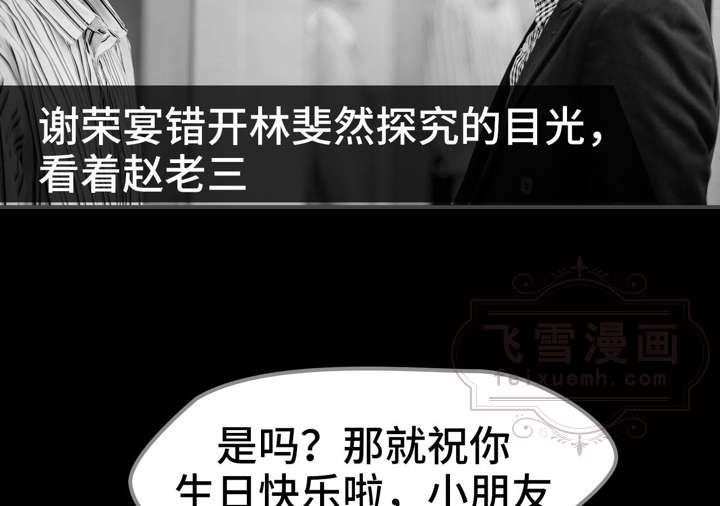 谢荣宴错开林斐然探究的目光，
看着赵老三
飞雪漫画
feixuemh.com
是吗？那就祝你
生日快乐啦，小朋友